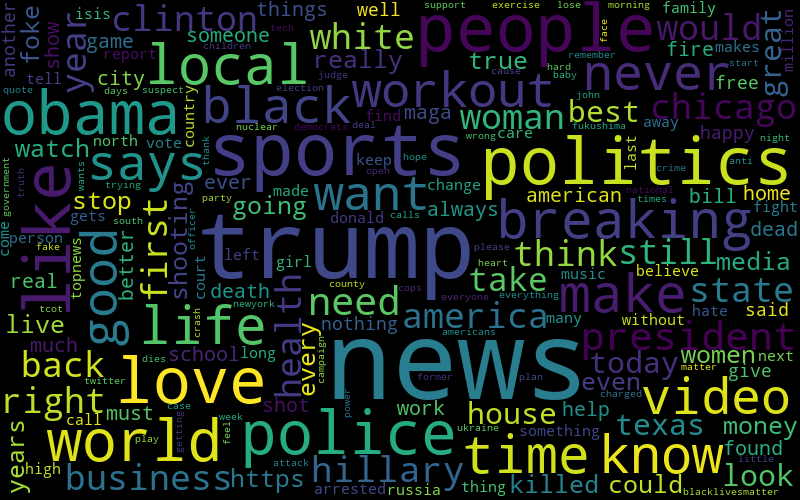 support exercise lose morning
isis clinton things well people family
another foke year someone white would
show game local really true fire makes great
report children tech face remember million
tell city black workout never start free
quote days suspect judge election cause hard baby
obama country find maga woman best chicago
nuclear democrats deal john away
north vote wrong care fukushima last happy night
watch says sports keep hope politics crime anti
thank ever open national
wants stop made want change american bill home
government truth trying going always times fight
gets party donald calls breaking dead
like good first shooting south officer
come person fake topnews better court left girl trump please think still media
real death heart take believe music state
tcot newyork county cops everyone everything make hate said
live life crash health need america many without
much nothing americans president
back dies school long every campaign news today women next
twitter matter give
right love shot power former plan even video
must case week work house help charged
call feel police ukraine something texas money
years world play getting time know found
high business https attack hillary thing killed could little look
arrested russia blacklivesmatter